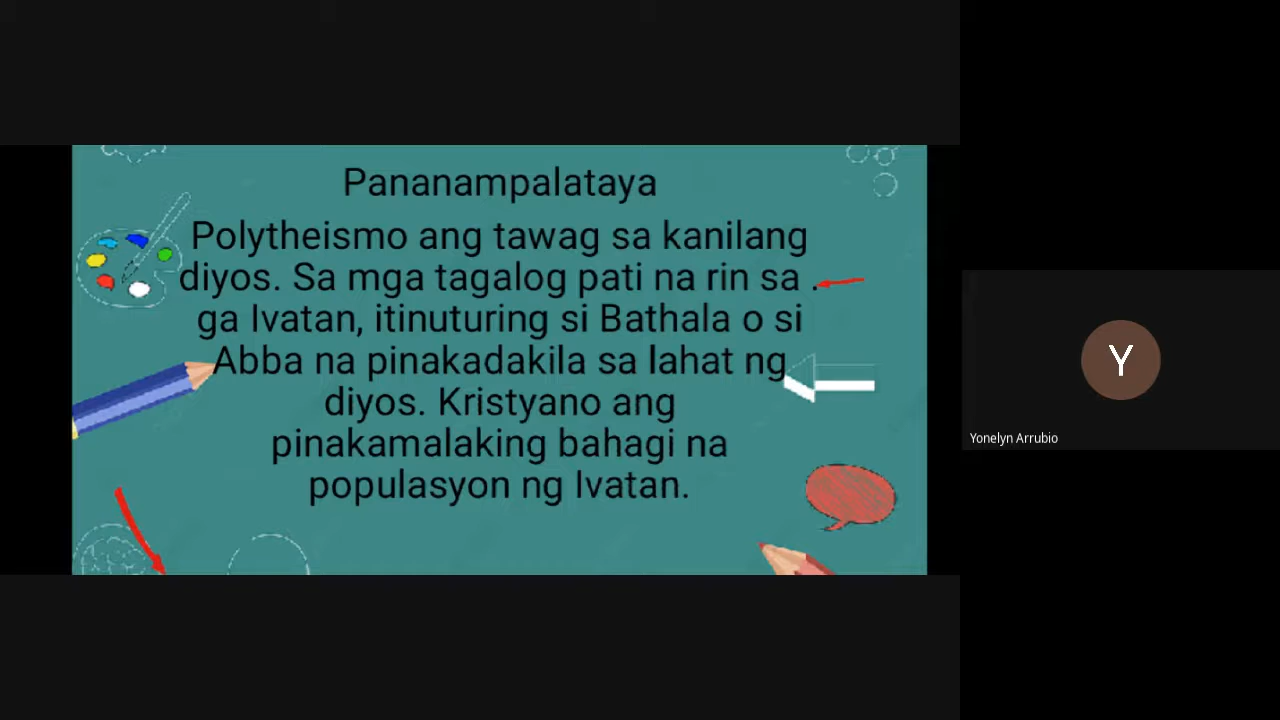 Pananampalataya
Polytheismo ang tawag sa kanilang
diyos. Sa mga tagalog pati na rin sa .
ga Ivatan, itinuturing si Bathala o si
Abba na pinakadakila sa lahat ng
diyos. Kristyano ang
pinakamalaking bahagi na
populasyon ng Ivatan.
Y
Yonelyn Arrubio